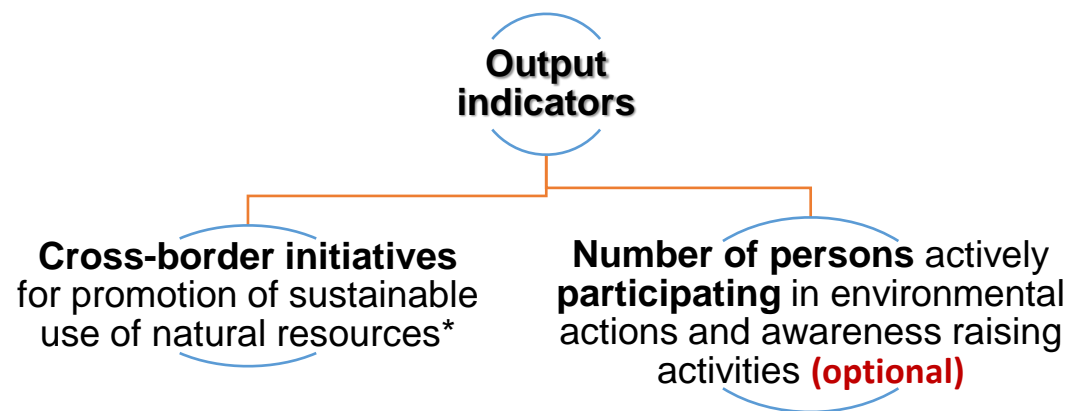 Output
indicators
Cross-border initiatives
for promotion of sustainable
use of natural resources*
Number of persons actively
participating in environmental
actions and awareness raising
activities (optional)